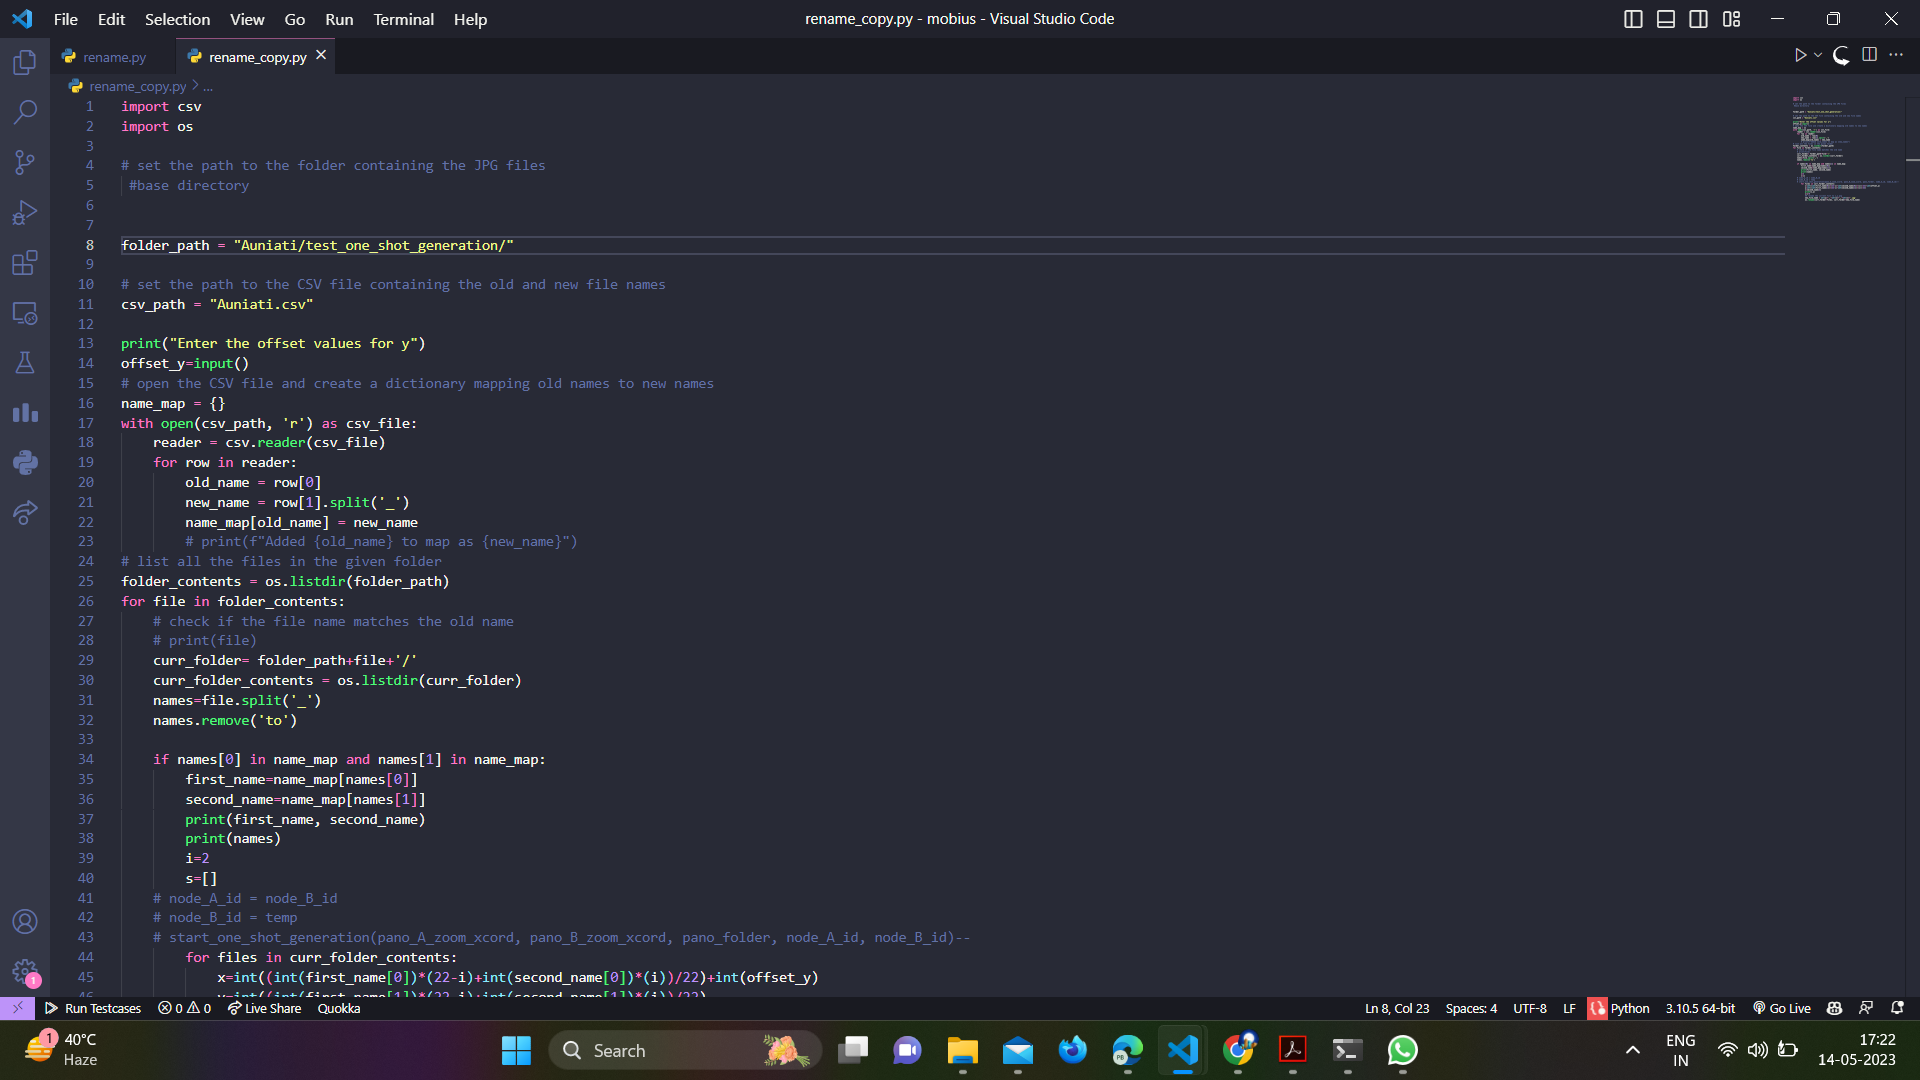 File Edit Selection View Go Run Terminal Help
rename_copy.py - mobius - Visual Studio Code
rename.py
rename_copy.py
rename_copy.py > ...
1 import csv
2 import os
3
4 # set the path to the folder containing the JPG files
5 #base directory
6
7
8 folder_path = "Auniati/test_one_shot_generation/"
9
10 # set the path to the CSV file containing the old and new file names
11 csv_path = "Auniati.csv"
12
13 print("Enter the offset values for y")
14 offset_y=input()
15 # open the CSV file and create a dictionary mapping old names to new names
16 name_map = {}
17 with open(csv_path, 'r') as csv_file:
18 reader = csv.reader(csv_file)
19 for row in reader:
20 old_name = row[0]
21 new_name = row[1].split('_')
22 name_map[old_name] = new_name
23 # print(f"Added {old_name} to map as {new_name}")
24 # list all the files in the given folder
25 folder_contents = os.listdir(folder_path)
26 for file in folder_contents:
27 # check if the file name matches the old name
28 # print(file)
29 curr_folder= folder_path+file+'/'
30 curr_folder_contents = os.listdir(curr_folder)
31 names=file.split('_')
32 names.remove('to')
33
34 if names[0] in name_map and names[1] in name_map:
35 first_name=name_map[names[0]]
36 second_name=name_map[names[1]]
37 print(first_name, second_name)
38 print(names)
39 i=2
40 s=[]
41 # node_A_id = node_B_id
42 # node_B_id = temp
43 # start_one_shot_generation(pano_A_zoom_xcord, pano_B_zoom_xcord, pano_folder, node_A_id, node_B_id)--
44 for files in curr_folder_contents:
45 x=int((int(first_name[0])*(22-i)+int(second_name[0])*(i))/22)+int(offset_y)
46 y=int((int(first_name[1])*(22-i)+int(second_name[1])*(i))/22)
1
Run Testcases 0 0 Live Share Quokka
Ln 8, Col 23 Spaces: 4 UTF-8 LF Python 3.10.5 64-bit Go Live
1 40°C
Haze
Search
PB
ENG
IN
17:22
14-05-2023